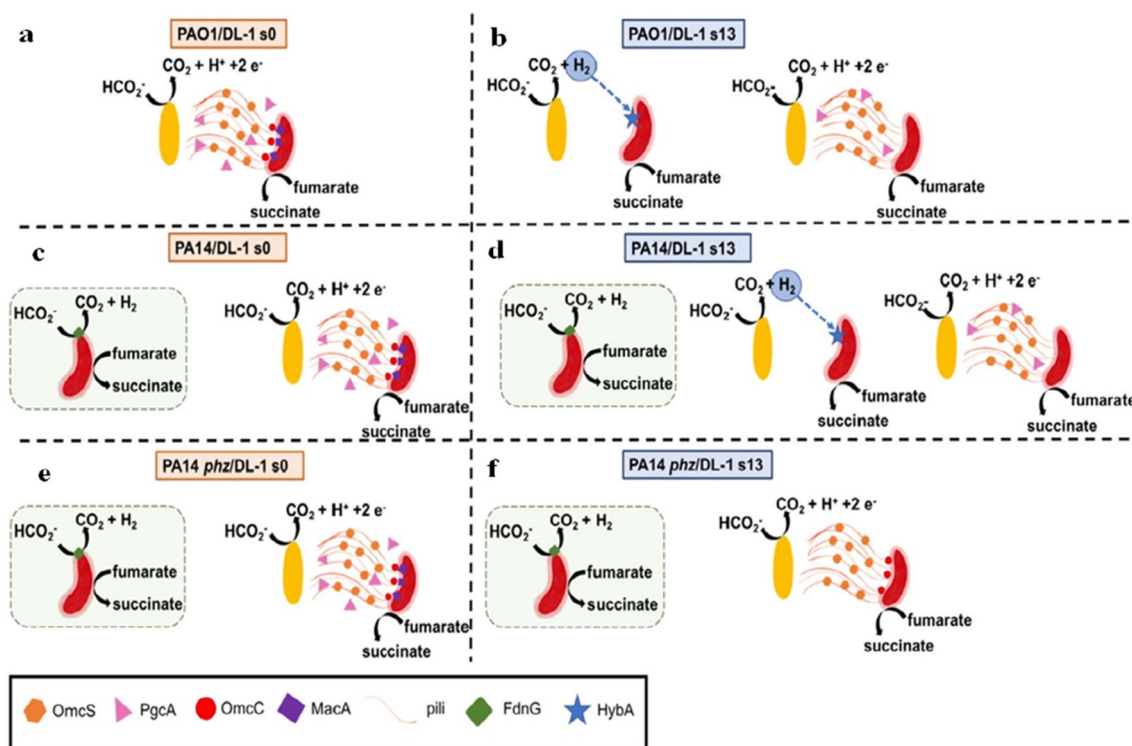 a
PAO1/DL-1 s0
HCO₂⁻
CO₂ + H⁺ +2 e⁻
fumarate
succinate
b
PAO1/DL-1 s13
HCO₂⁻
CO₂ + H₂
fumarate
succinate
HCO₂⁻
CO₂ + H⁺ +2 e⁻
fumarate
succinate
c
PA14/DL-1 s0
HCO₂⁻
CO₂ + H₂
fumarate
succinate
HCO₂⁻
CO₂ + H⁺ +2 e⁻
fumarate
succinate
d
PA14/DL-1 s13
HCO₂⁻
CO₂ + H₂
fumarate
succinate
HCO₂⁻
CO₂ + H₂
fumarate
succinate
HCO₂⁻
CO₂ + H⁺ +2 e⁻
fumarate
succinate
e
PA14 phz/DL-1 s0
HCO₂⁻
CO₂ + H₂
fumarate
succinate
HCO₂⁻
CO₂ + H⁺ +2 e⁻
fumarate
succinate
f
PA14 phz/DL-1 s13
HCO₂⁻
CO₂ + H₂
fumarate
succinate
HCO₂⁻
CO₂ + H⁺ +2 e⁻
fumarate
succinate
OmcS PgcA OmcC MacA pili FdnG HybA